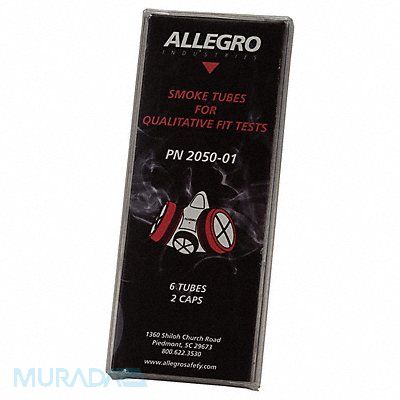 ALLEGRO
INDUSTRIES
SMOKE TUBES
FOR
QUALITATIVE FIT TESTS
PN 2050-01
6 TUBES
2 CAPS
1360 Shiloh Church Road
Piedmont, SC 29673
800.622.3530
www.allegrosafety.com
MURADA